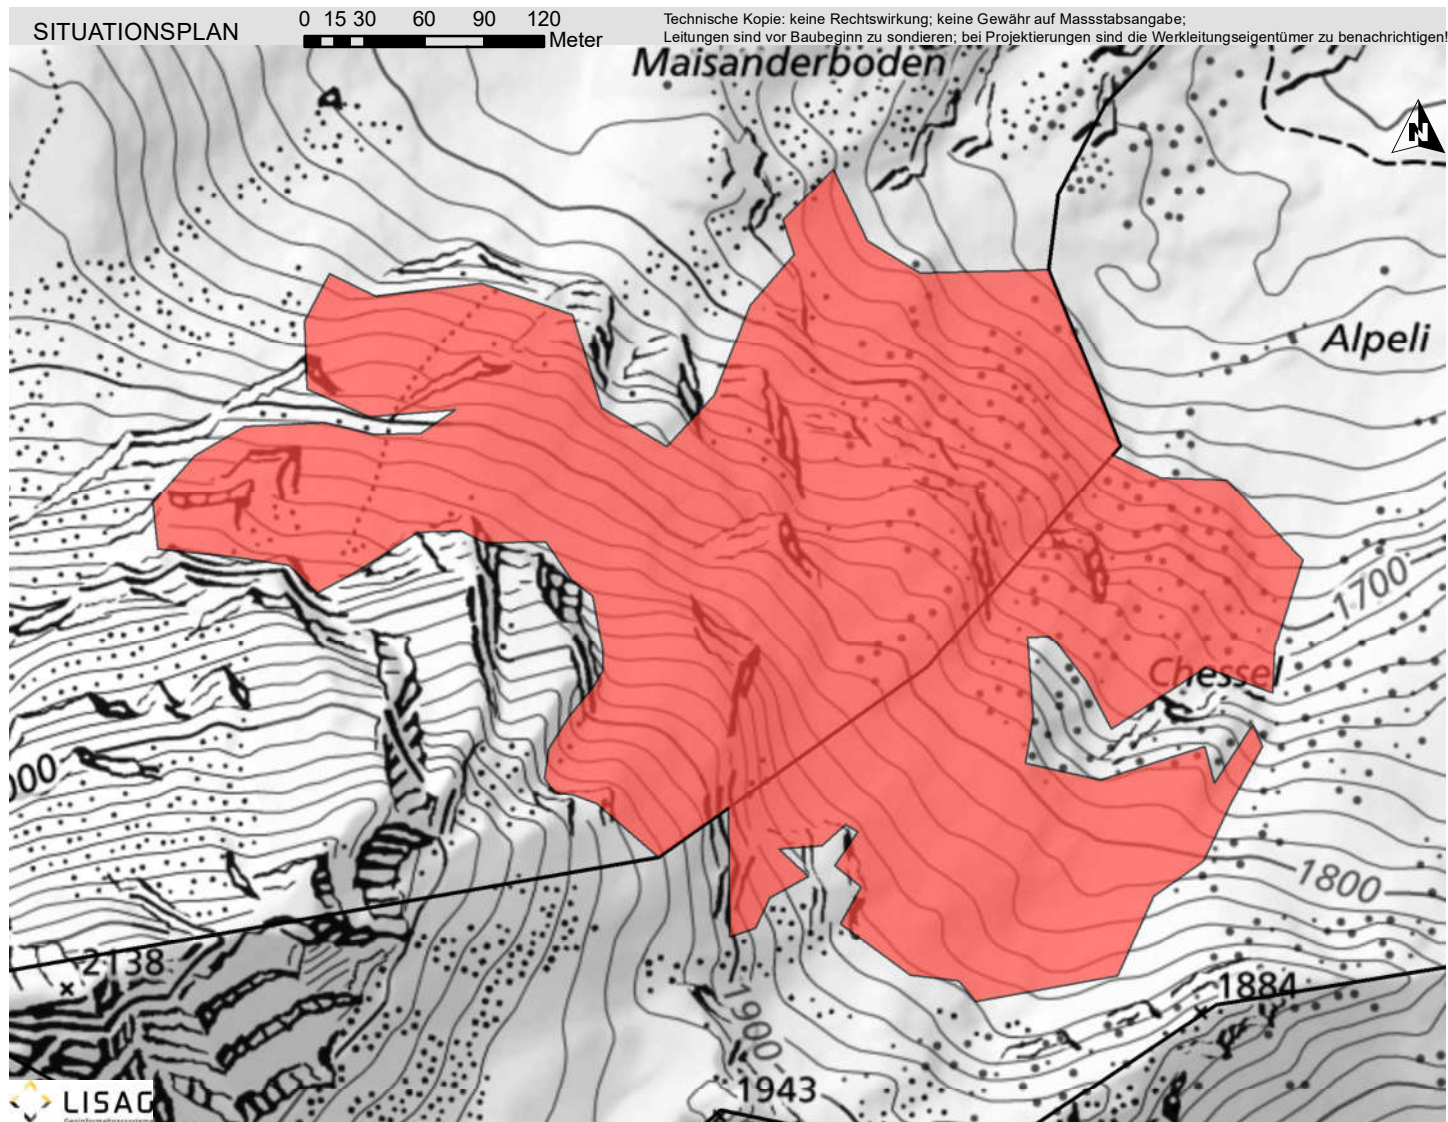 SITUATIONSPLAN
0 15 30 60 90 120
Meter
Technische Kopie: keine Rechtswirkung; keine Gewähr auf Massstabsangabe;
Leitungen sind vor Baubeginn zu sondieren; bei Projektierungen sind die Werkleitungseigentümer zu benachrichtigen!
Maisanderboden
N
Alpeli
1700
Chessel
000
1800
2138
1884
1900
1943
LISAG